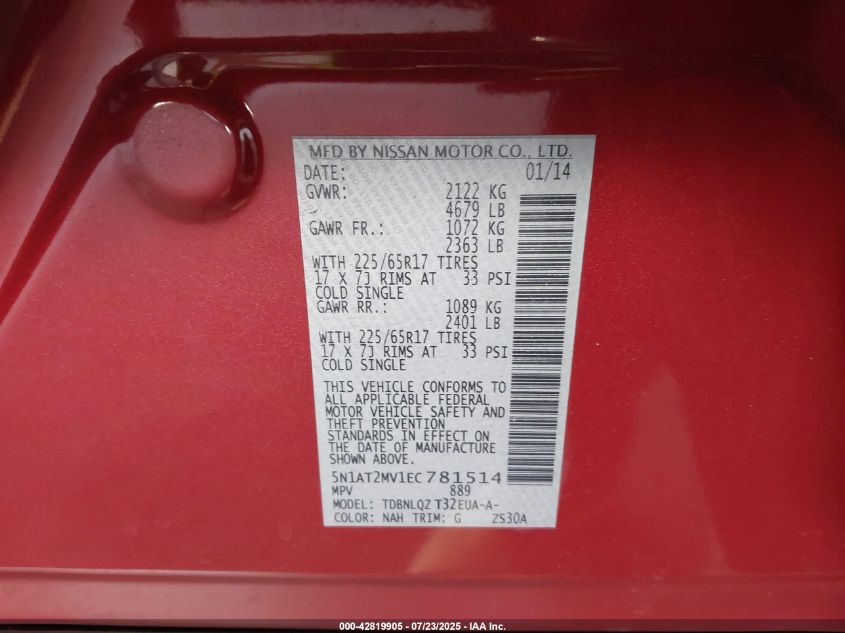 MFD BY NISSAN MOTOR CO., LTD.
DATE: 01/14
GVWR: 2122 KG
4679 LB
GAWR FR.: 1072 KG
2363 LB
WITH 225/65R17 TIRES
17 X 7J RIMS AT 33 PSI
COLD SINGLE
GAWR RR.: 1089 KG
2401 LB
WITH 225/65R17 TIRES
17 X 7J RIMS AT 33 PSI
COLD SINGLE
THIS VEHICLE CONFORMS TO
ALL APPLICABLE FEDERAL
MOTOR VEHICLE SAFETY AND
THEFT PREVENTION
STANDARDS IN EFFECT ON
THE DATE OF MANUFACTURE
SHOWN ABOVE.
5N1AT2MV1EC781514
MPV 889
MODEL: TDBNLQZ T32EUA-A-
COLOR: NAH TRIM: G ZS30A
000-42819905 - 07/23/2025 - IAA Inc.